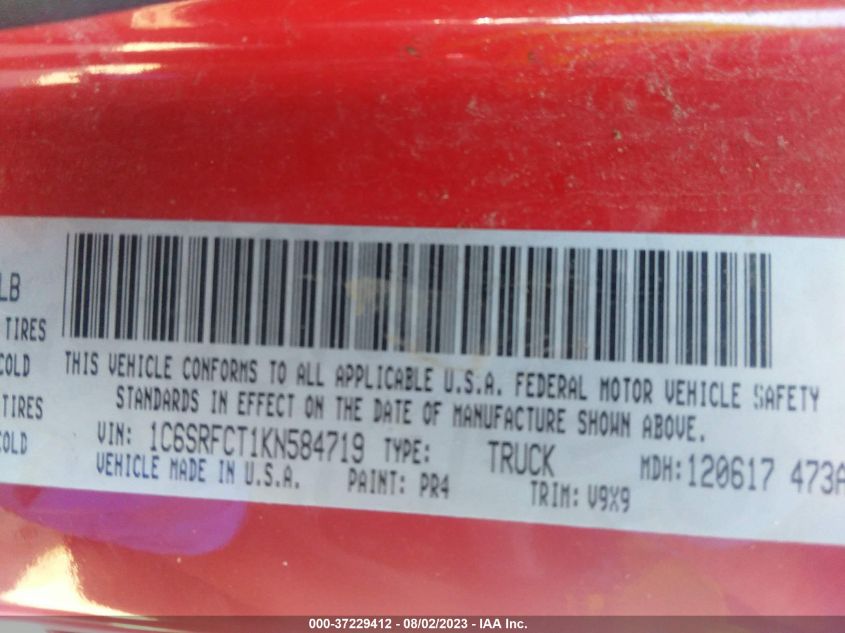 LB
TIRES
COLD
TIRES
COLD
THIS VEHICLE CONFORMS TO ALL APPLICABLE U.S.A. FEDERAL MOTOR VEHICLE SAFETY
STANDARDS IN EFFECT ON THE DATE OF MANUFACTURE SHOWN ABOVE.
VIN: 1C6SRFCT1KN584719 TYPE: TRUCK MDH:120617 473A
VEHICLE MADE IN U.S.A. PAINT: PR4 TRIM: V9X9
000-37229412 - 08/02/2023 - IAA Inc.